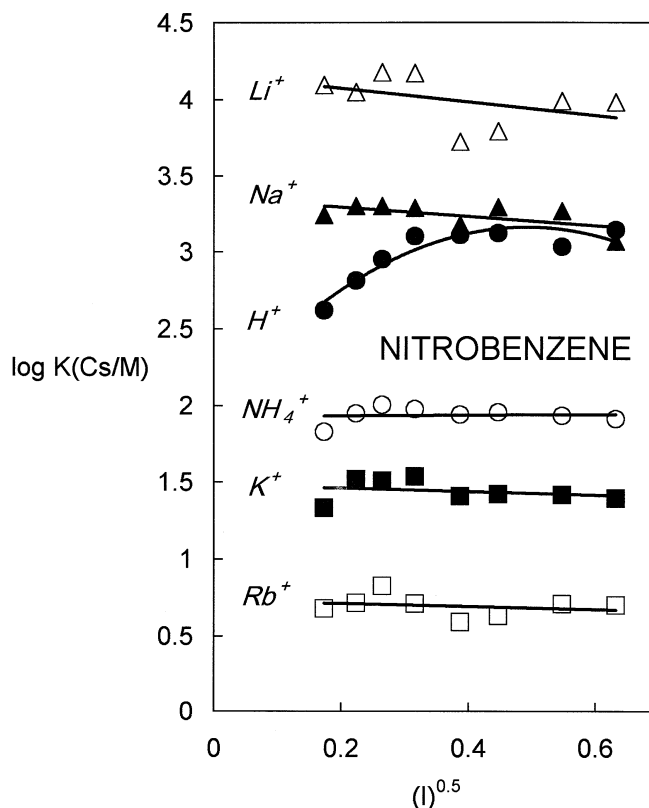 4.5
Li⁺
4
3.5
Na⁺
3
H⁺
2.5
NITROBENZENE
log K(Cs/M)
NH₄⁺
2
K⁺
1.5
1
Rb⁺
0.5
0
0 0.2 0.4 0.6
(I)⁰·⁵